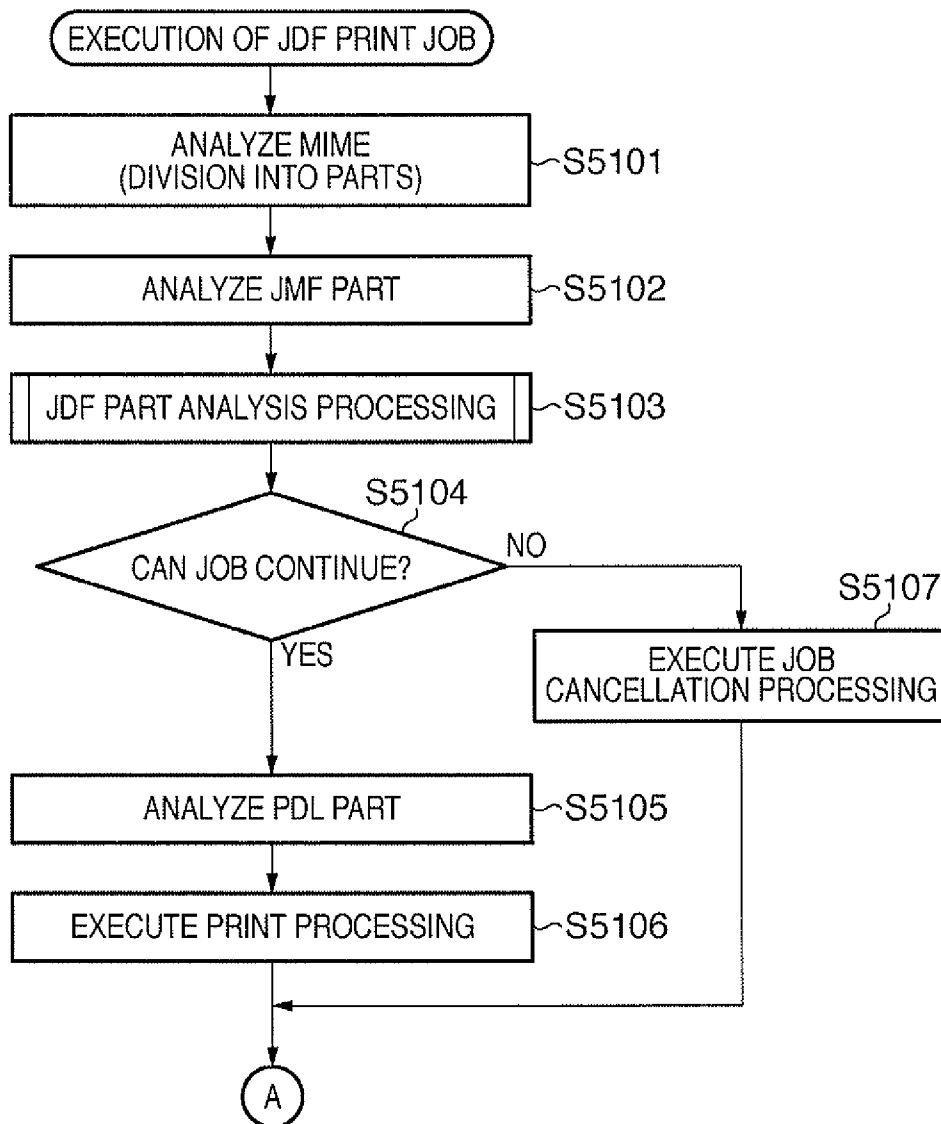 EXECUTION OF JDF PRINT JOB
ANALYZE MIME
(DIVISION INTO PARTS)
S5101
ANALYZE JMF PART
S5102
JDF PART ANALYSIS PROCESSING
S5103
S5104
CAN JOB CONTINUE?
NO
YES
S5107
EXECUTE JOB
CANCELLATION PROCESSING
ANALYZE PDL PART
S5105
EXECUTE PRINT PROCESSING
S5106
A